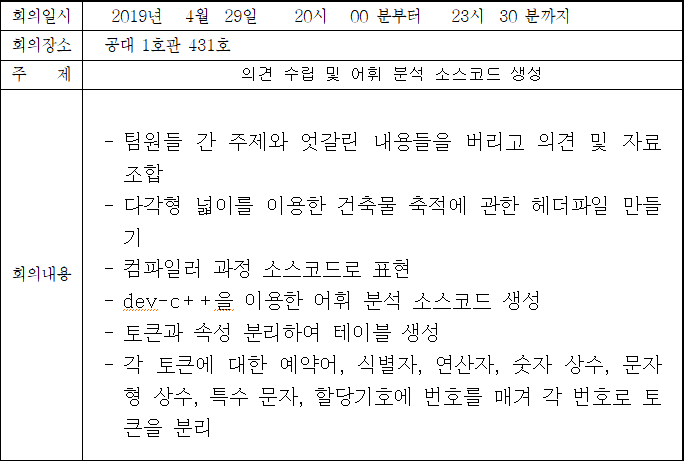 회의일시 2019년 4월 29일 20시 00 분부터 23시 30 분까지
회의장소 공대 1호관 431호
주 제 의견 수립 및 어휘 분석 소스코드 생성
회의내용
- 팀원들 간 주제와 엇갈린 내용들을 버리고 의견 및 자료
조합
- 다각형 넓이를 이용한 건축물 축적에 관한 헤더파일 만들
기
- 컴파일러 과정 소스코드로 표현
- dev-c++을 이용한 어휘 분석 소스코드 생성
- 토큰과 속성 분리하여 테이블 생성
- 각 토큰에 대한 예약어, 식별자, 연산자, 숫자 상수, 문자
형 상수, 특수 문자, 할당기호에 번호를 매겨 각 번호로 토
큰을 분리